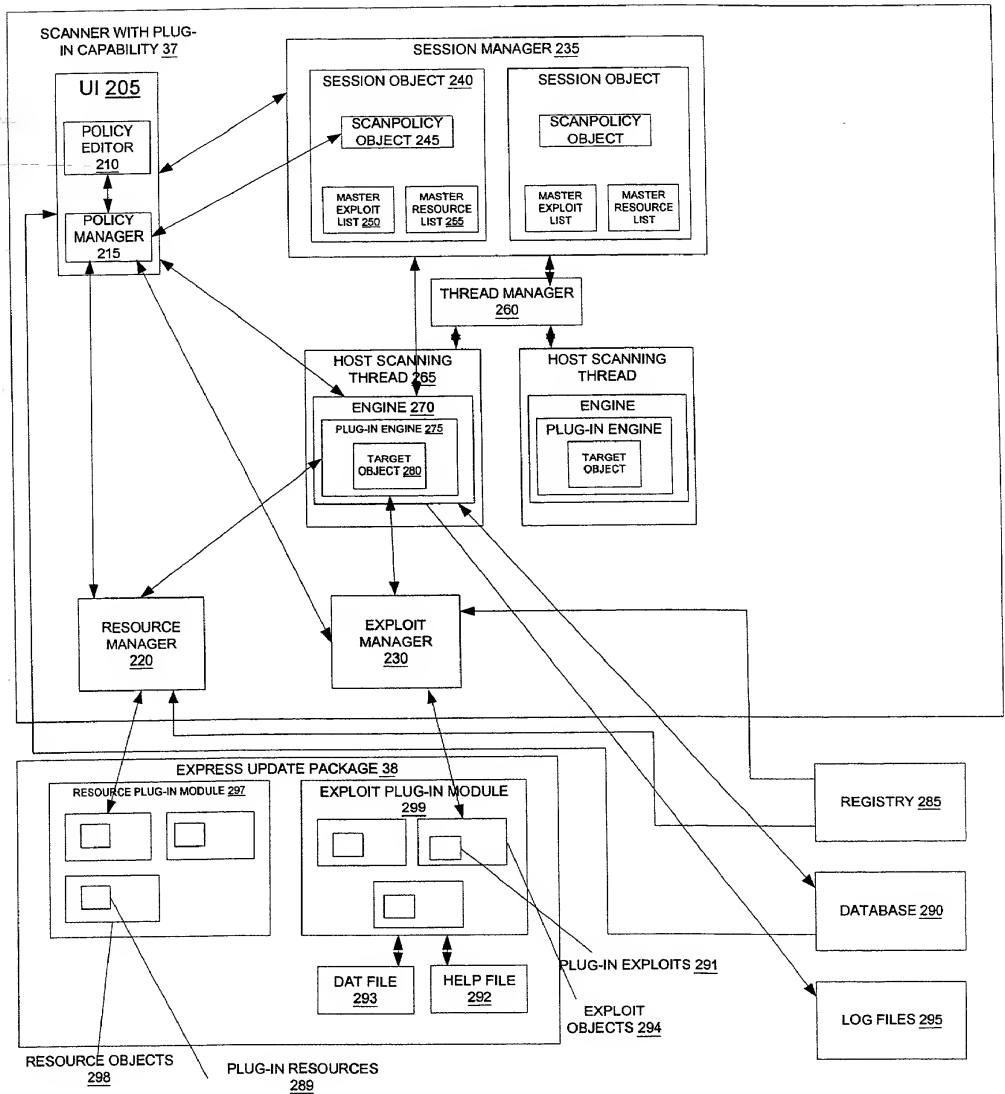 SCANNER WITH PLUG-
IN CAPABILITY 37
UI 205
POLICY
EDITOR
210
POLICY
MANAGER
215
SESSION MANAGER 235
SESSION OBJECT 240
SCANPOLICY
OBJECT 245
MASTER
EXPLOIT
LIST 250
MASTER
RESOURCE
LIST 255
SESSION OBJECT
SCANPOLICY
OBJECT
MASTER
EXPLOIT
LIST
MASTER
RESOURCE
LIST
THREAD MANAGER
260
HOST SCANNING
THREAD 265
ENGINE 270
PLUG-IN ENGINE 275
TARGET
OBJECT 280
HOST SCANNING
THREAD
ENGINE
PLUG-IN ENGINE
TARGET
OBJECT
RESOURCE
MANAGER
220
EXPLOIT
MANAGER
230
EXPRESS UPDATE PACKAGE 38
RESOURCE PLUG-IN MODULE 297
EXPLOIT PLUG-IN MODULE
299
DAT FILE
293
HELP FILE
292
PLUG-IN EXPLOITS 291
EXPLOIT
OBJECTS 294
RESOURCE OBJECTS
298
PLUG-IN RESOURCES
289
REGISTRY 285
DATABASE 290
LOG FILES 295